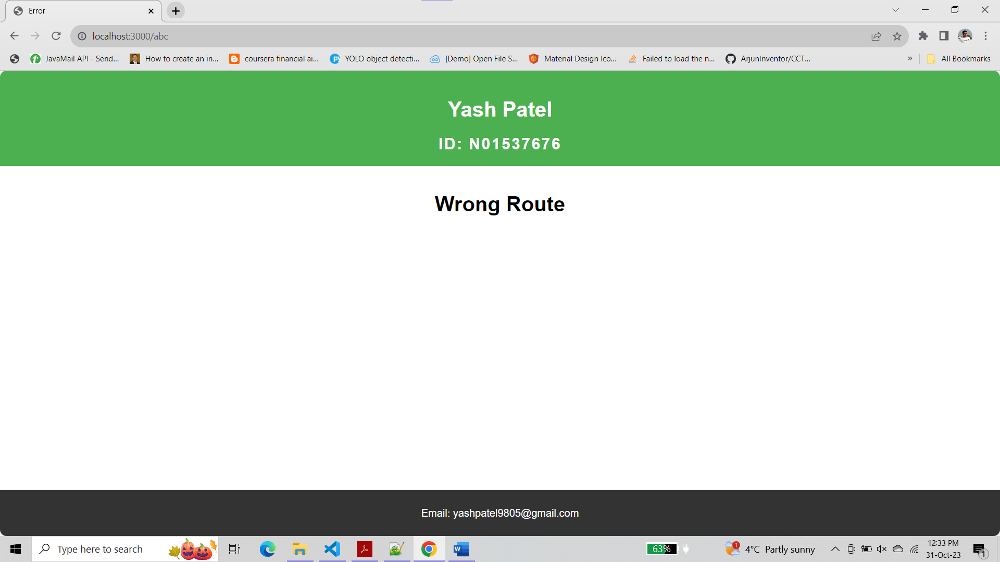 Error
localhost:3000/abc
JavaMail API - Send...
How to create an in...
coursera financial ai...
YOLO object detecti...
[Demo] Open File S...
Material Design Ico...
Failed to load the n...
ArjunInventor/CCT...
»
All Bookmarks
Yash Patel
ID: N01537676
Wrong Route
Email: yashpatel9805@gmail.com
Type here to search
63%
1
4°C Partly sunny
12:33 PM
31-Oct-23
1